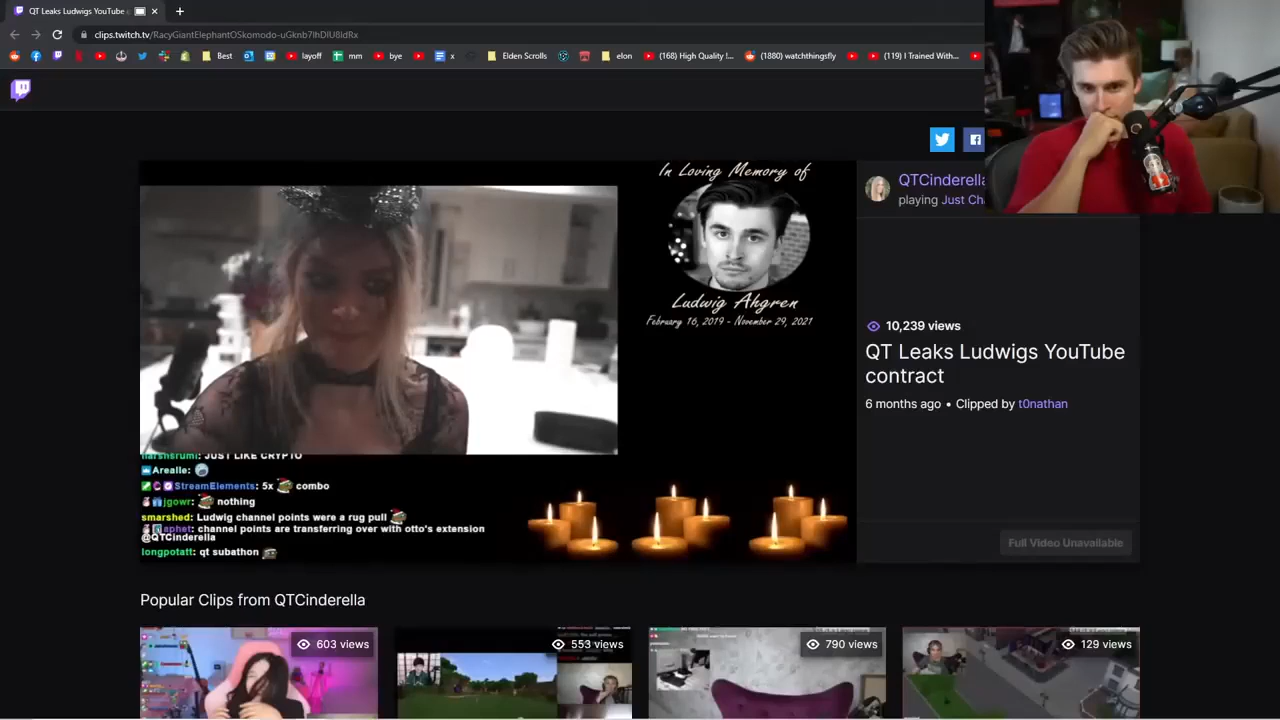 QT Leaks Ludwigs YouTube
clips.twitch.tv/RacyGiantElephantOSkomodo-uGknb7IhDIU8ldRx
Best
layoff
mm
bye
x
Elden Scrolls
elon
(168) High Quality I...
(1880) watchthingsfly
(119) I Trained With...
In Loving Memory of
Ludwig Ahgren
February 16, 2019 - November 29, 2021
QTCinderella
playing Just Cha
10,239 views
QT Leaks Ludwigs YouTube
contract
6 months ago • Clipped by t0nathan
Full Video Unavailable
harshsrumi: JUST LIKE CRYPTO
Arealle:
StreamElements: 5x combo
jgowr: nothing
smarshed: Ludwig channel points were a rug pull
aphet: channel points are transferring over with otto's extension
@QTCinderella
longpotatt: qt subathon
Popular Clips from QTCinderella
603 views
553 views
790 views
129 views